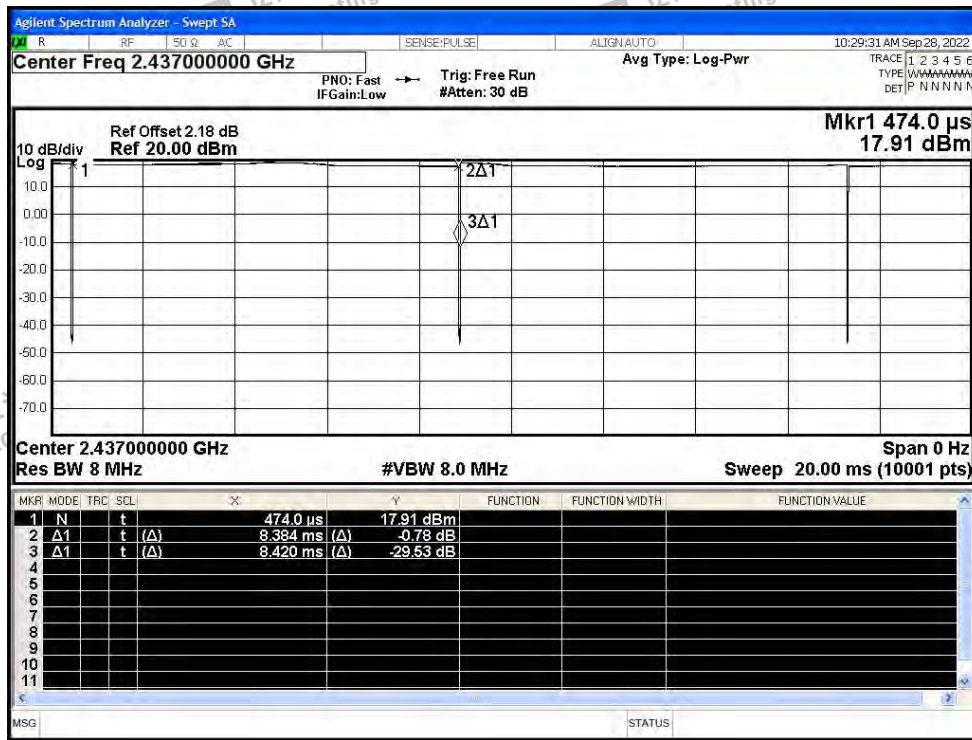 Agilent Spectrum Analyzer - Swept SA
LXI R RF 50 Ω AC SENSE:PULSE ALIGN AUTO 10:29:31 AM Sep 28, 2022
Center Freq 2.437000000 GHz
PNO: Fast
IFGain:Low
Trig: Free Run
#Atten: 30 dB
Avg Type: Log-Pwr
TRACE 1 2 3 4 5 6
TYPE WWWWWW
DET P N N N N N
Mkr1 474.0 µs
17.91 dBm
Ref Offset 2.18 dB
10 dB/div Ref 20.00 dBm
Log
1
2Δ1
3Δ1
10.0
0.00
-10.0
-20.0
-30.0
-40.0
-50.0
-60.0
-70.0
Center 2.437000000 GHz Span 0 Hz
Res BW 8 MHz #VBW 8.0 MHz Sweep 20.00 ms (10001 pts)
MKR MODE TRC SCL X Y FUNCTION FUNCTION WIDTH FUNCTION VALUE
1 N t 474.0 µs 17.91 dBm
2 Δ1 t (Δ) 8.384 ms (Δ) -0.78 dB
3 Δ1 t (Δ) 8.420 ms (Δ) -29.53 dB
4
5
6
7
8
9
10
11
MSG STATUS